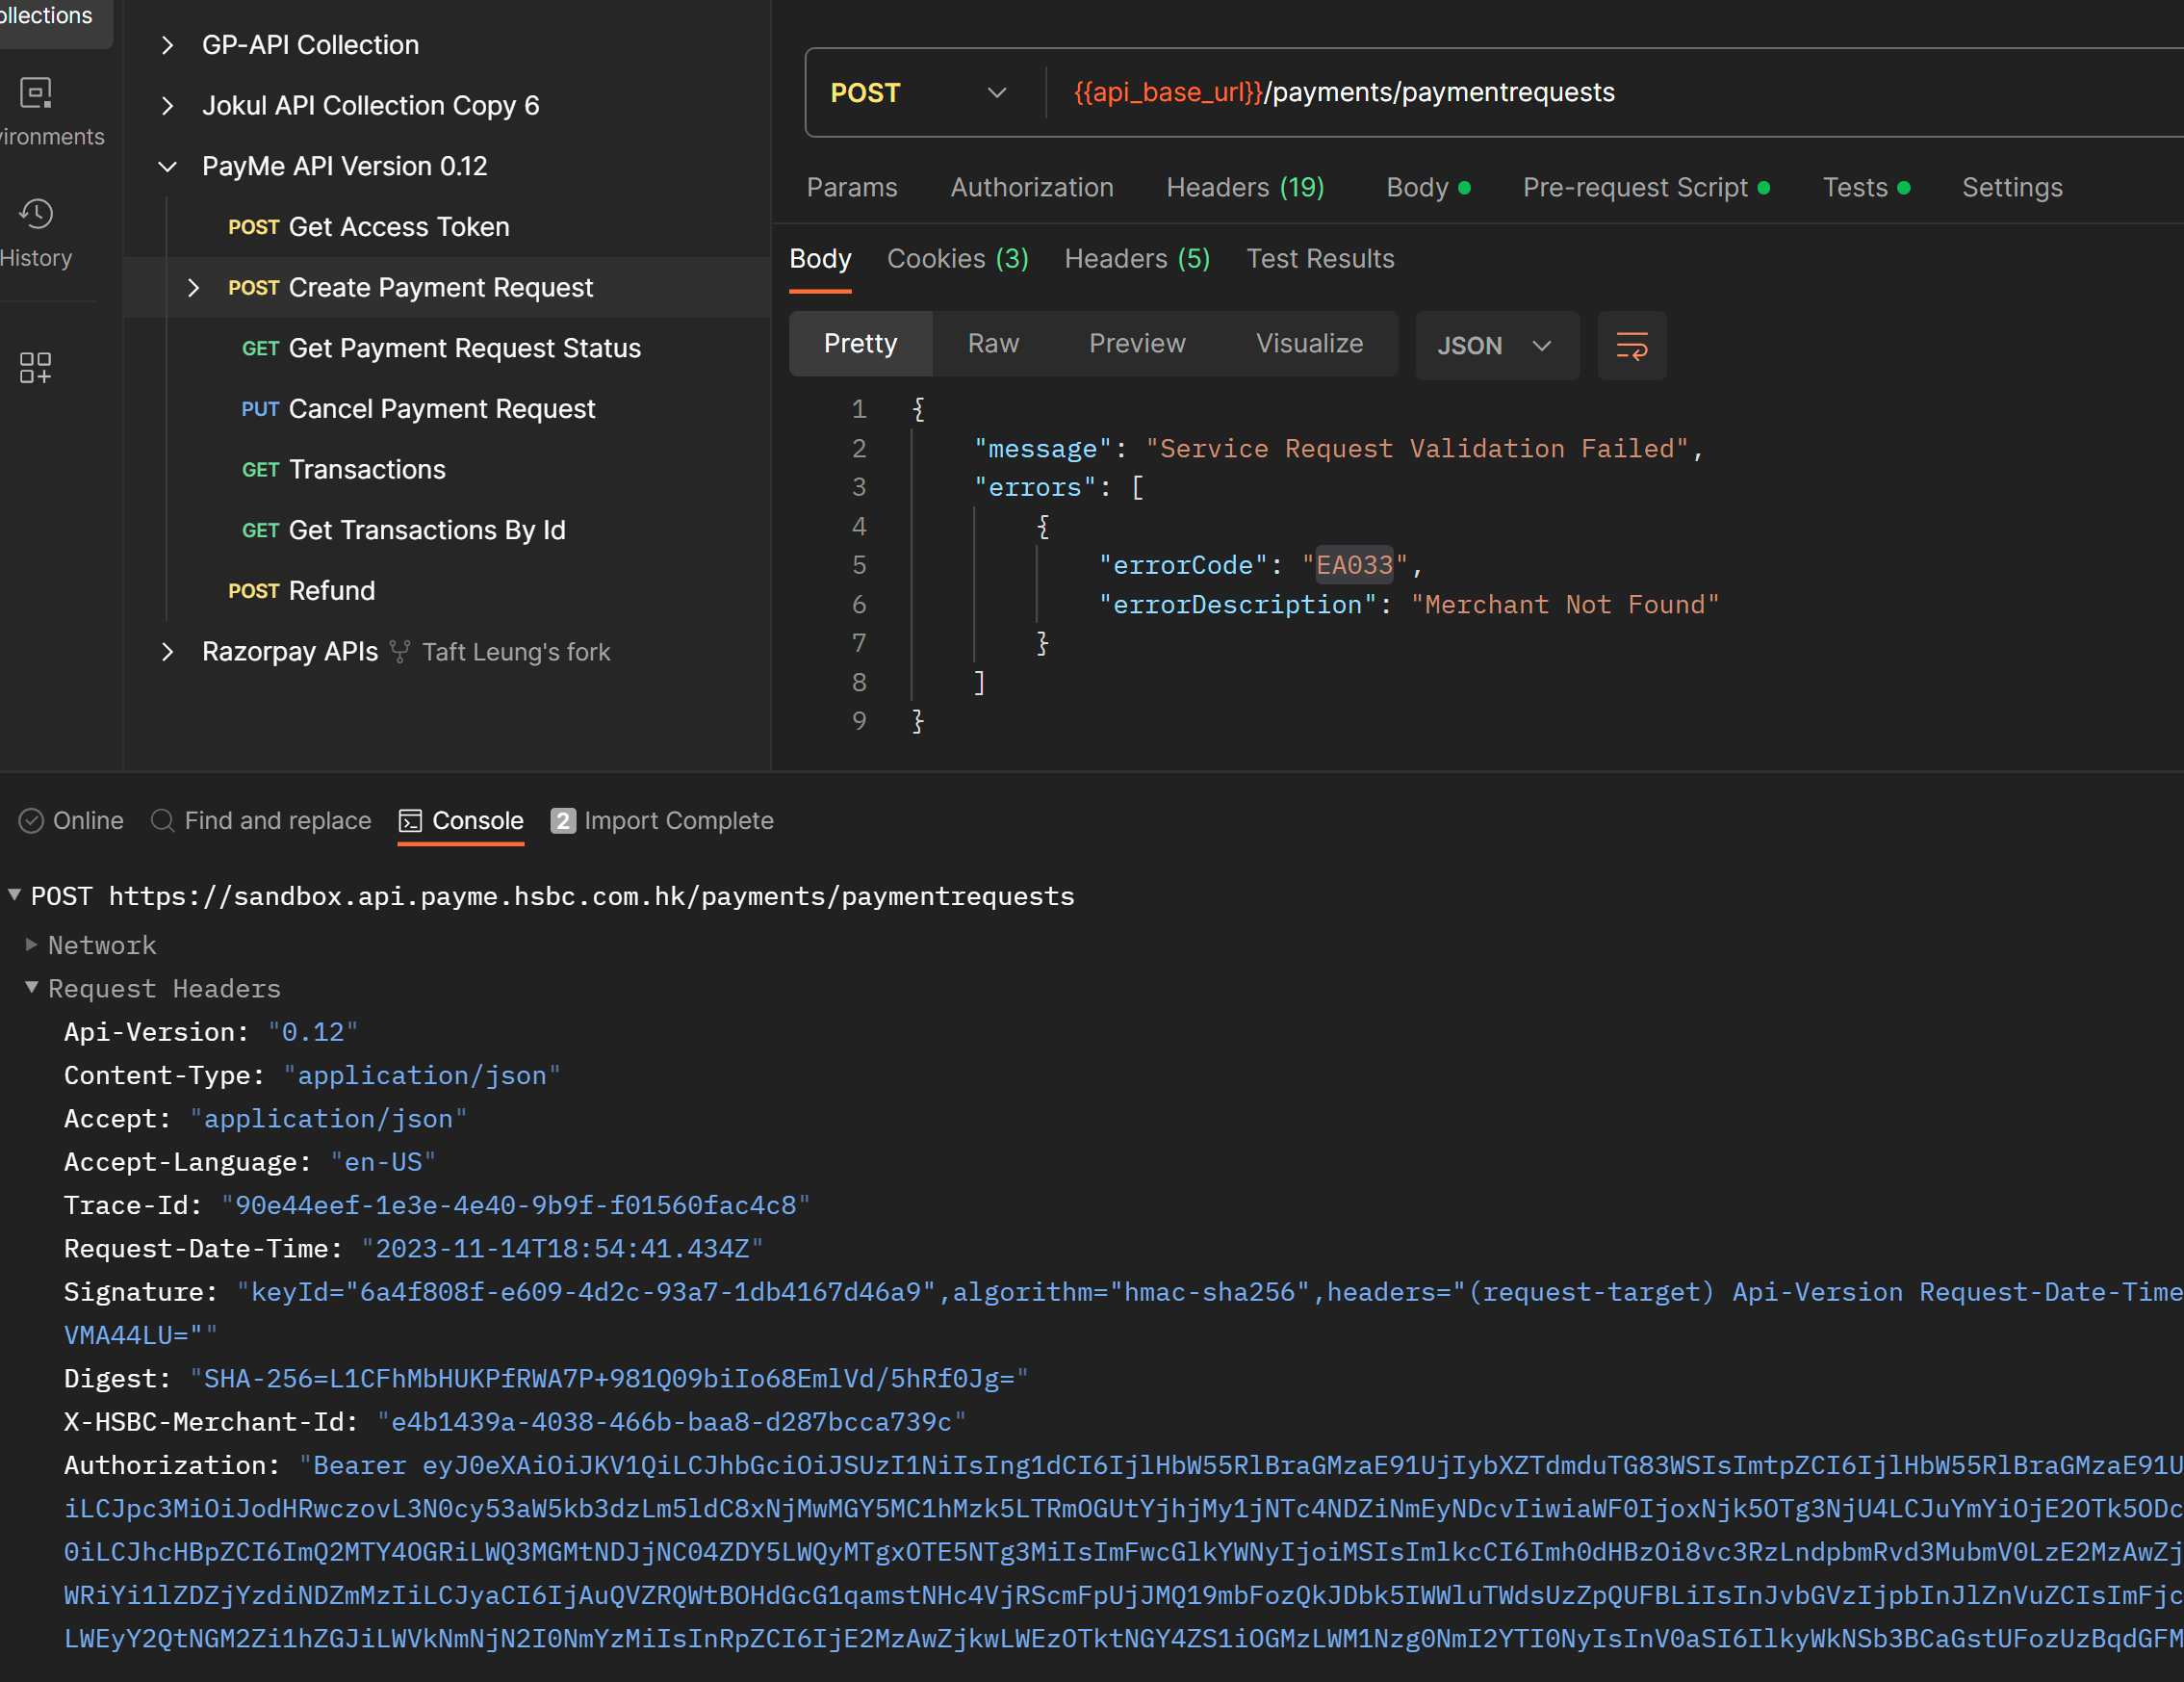 ollections
vironments
History
GP-API Collection
Jokul API Collection Copy 6
PayMe API Version 0.12
POST Get Access Token
POST Create Payment Request
GET Get Payment Request Status
PUT Cancel Payment Request
GET Transactions
GET Get Transactions By Id
POST Refund
Razorpay APIs Taft Leung's fork
POST {{api_base_url}}/payments/paymentrequests
Params Authorization Headers (19) Body Pre-request Script Tests Settings
Body Cookies (3) Headers (5) Test Results
Pretty Raw Preview Visualize JSON
1 {
2 "message": "Service Request Validation Failed",
3 "errors": [
4 {
5 "errorCode": "EA033",
6 "errorDescription": "Merchant Not Found"
7 }
8 ]
9 }
Online Find and replace Console 2 Import Complete
POST https://sandbox.api.payme.hsbc.com.hk/payments/paymentrequests
Network
Request Headers
Api-Version: "0.12"
Content-Type: "application/json"
Accept: "application/json"
Accept-Language: "en-US"
Trace-Id: "90e44eef-1e3e-4e40-9b9f-f01560fac4c8"
Request-Date-Time: "2023-11-14T18:54:41.434Z"
Signature: "keyId="6a4f808f-e609-4d2c-93a7-1db4167d46a9",algorithm="hmac-sha256",headers="(request-target) Api-Version Request-Date-Time
VMA44LU=""
Digest: "SHA-256=L1CFhMbHUKPfRWA7P+981Q09biIo68EmlVd/5hRf0Jg="
X-HSBC-Merchant-Id: "e4b1439a-4038-466b-baa8-d287bcca739c"
Authorization: "Bearer eyJ0eXAiOiJKV1QiLCJhbGciOiJSUzI1NiIsIng1dCI6IjlHbW55RlBraGMzaE91UjIybXZTdmduTG83WSIsImtpZCI6IjlHbW55RlBraGMzaE91U
iLCJpc3MiOiJodHRwczovL3N0cy53aW5kb3dzLm5ldC8xNjMwMGY5MC1hMzk5LTRmOGUtYjhjMy1jNTc4NDZiNmEyNDcvIiwiaWF0IjoxNjk5OTg3NjU4LCJuYmYiOjE2OTk5ODc
0iLCJhcHBpZCI6ImQ2MTY4OGRiLWQ3MGMtNDJjNC04ZDY5LWQyMTgxOTE5NTg3MiIsImFwcGlkYWNyIjoiMSIsImlkcCI6Imh0dHBzOi8vc3RzLndpbmRvd3MubmV0LzE2MzAwZj
WRiYi1lZDZjYzdiNDZmMzIiLCJyaCI6IjAuQVZRQWtBOHdGcG1qamstNHc4VjRScmFpUjJMQ19mbFozQkJDbk5IWWluTWdsUzZpQUFBLiIsInJvbGVzIjpbInJlZnVuZCIsImFjc
LWEyY2QtNGM2Zi1hZGJiLWVkNmNjN2I0NmYzMiIsInRpZCI6IjE2MzAwZjkwLWEzOTktNGY4ZS1iOGMzLWM1Nzg0NmI2YTI0NyIsInV0aSI6IlkyWkNSb3BCaGstUFozUzBqdGFM